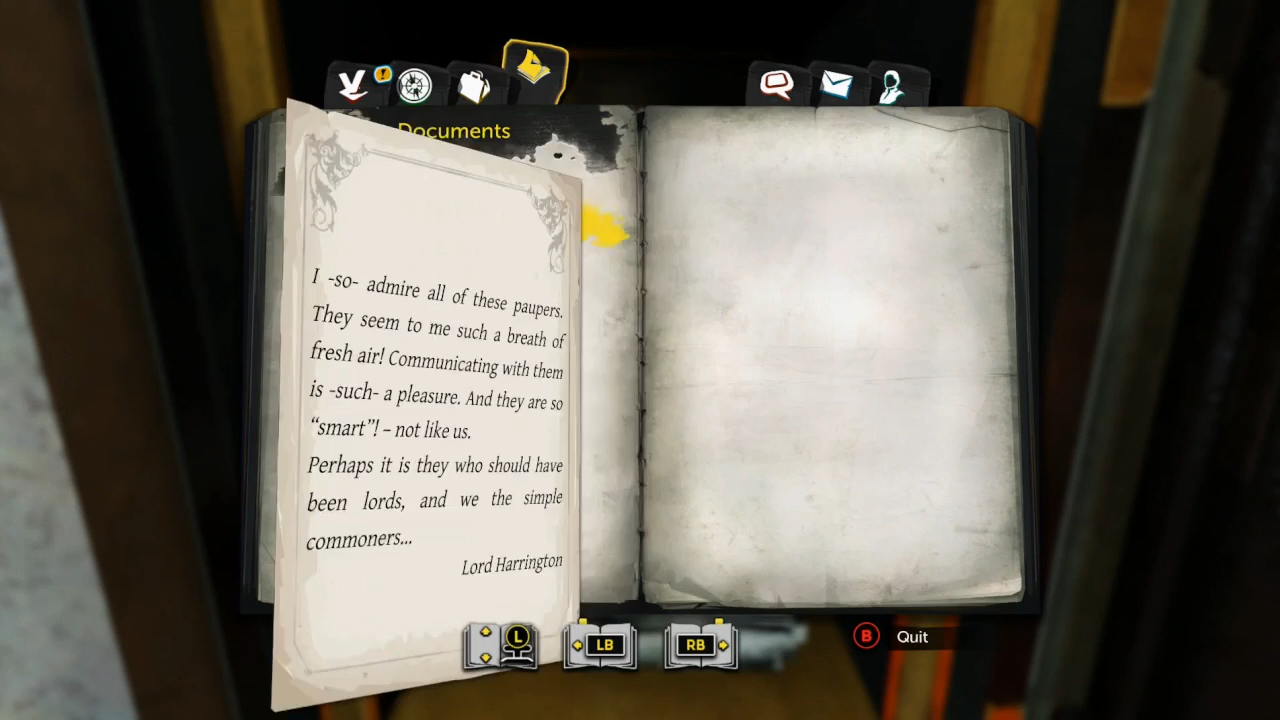 Documents
I -so- admire all of these paupers.
They seem to me such a breath of
fresh air! Communicating with them
is -such- a pleasure. And they are so
“smart”! – not like us.
Perhaps it is they who should have
been lords, and we the simple
commoners...
Lord Harrington
L
LB
RB
B Quit